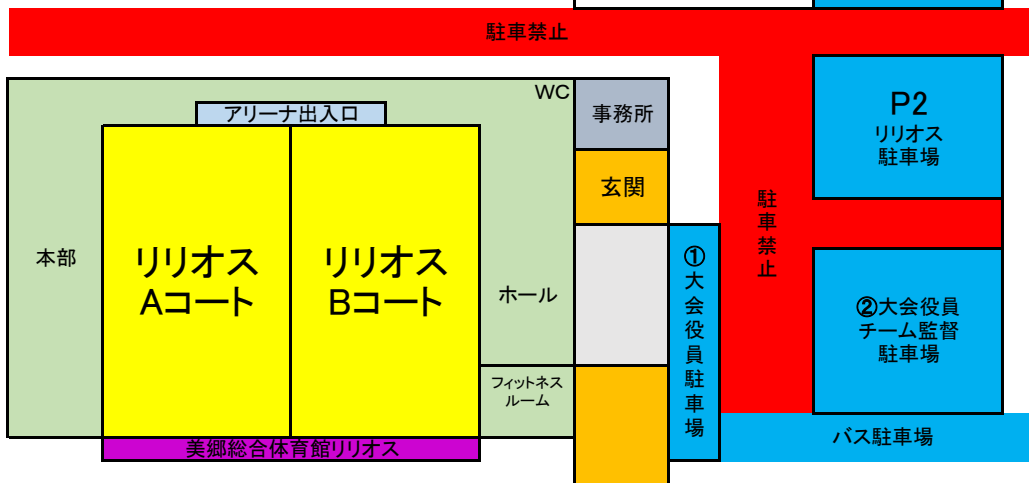 駐車禁止
WC
アリーナ出入口
事務所
P2
リリオス
駐車場
玄関
駐車禁止
本部
リリオス
Aコート
リリオス
Bコート
ホール
①大会役員駐車場
②大会役員
チーム監督
駐車場
フィットネス
ルーム
バス駐車場
美郷総合体育館リリオス